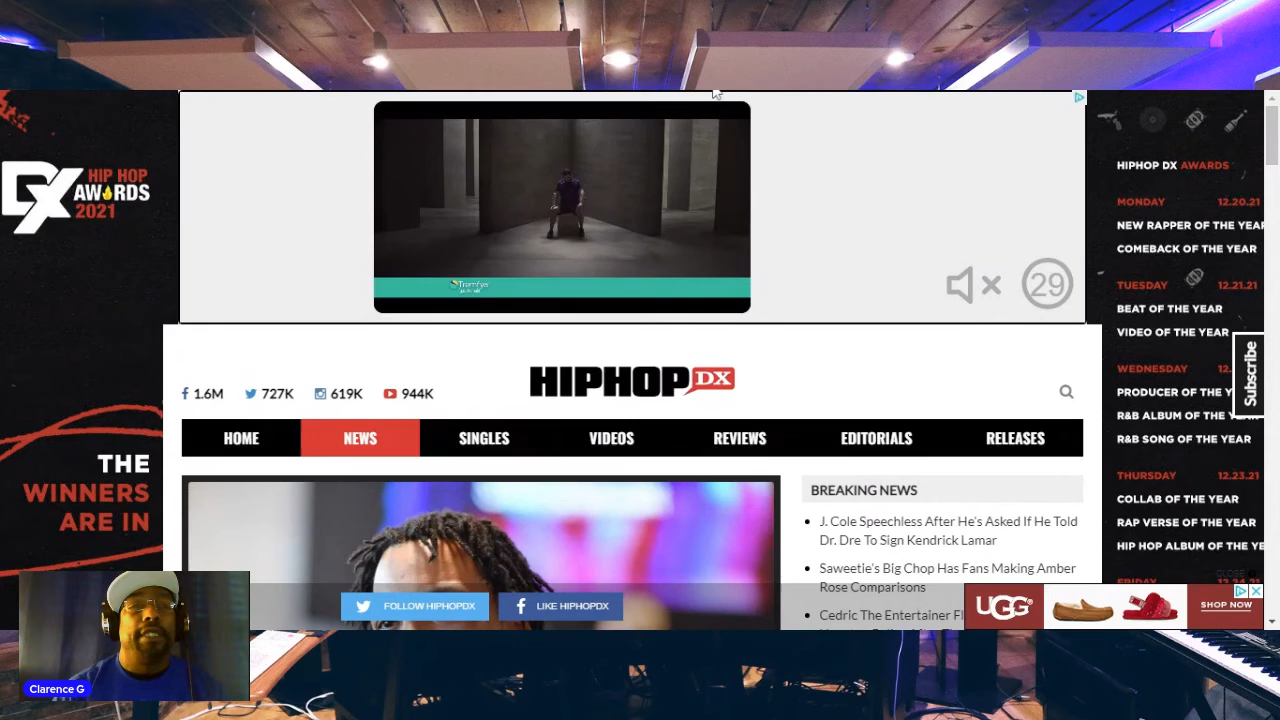 DX HIP HOP
AWARDS
2021
THE
WINNERS
ARE IN
Tremfya
29
1.6M
727K
619K
944K
HIPHOPDX
HOME
NEWS
SINGLES
VIDEOS
REVIEWS
EDITORIALS
RELEASES
BREAKING NEWS
J. Cole Speechless After He's Asked If He Told
Dr. Dre To Sign Kendrick Lamar
Saweetie's Big Chop Has Fans Making Amber
Rose Comparisons
Cedric The Entertainer
FOLLOW HIPHOPDX
LIKE HIPHOPDX
HIPHOP DX AWARDS
MONDAY 12.20.21
NEW RAPPER OF THE YEAR
COMEBACK OF THE YEAR
TUESDAY 12.21.21
BEAT OF THE YEAR
VIDEO OF THE YEAR
WEDNESDAY 12.
PRODUCER OF THE Y
R&B ALBUM OF THE
R&B SONG OF THE YEAR
THURSDAY 12.23.21
COLLAB OF THE YEAR
RAP VERSE OF THE YEAR
HIP HOP ALBUM OF THE YE
CLOSE
FRIDAY
Subscribe
UGG
SHOP NOW
Clarence G